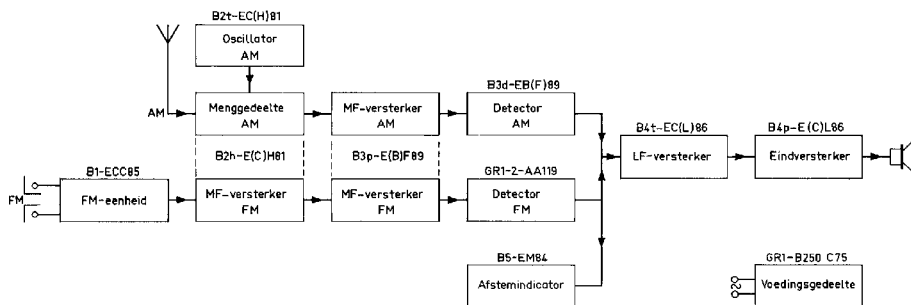 B2t-EC(H)81
Oscillator
AM
AM
Menggedeelte
AM
MF-versterker
AM
B3d-EB(F)89
Detector
AM
B2h-E(C)H81
B3p-E(B)F89
B4t-EC(L)86
LF-versterker
B4p-E(C)L86
Eindversterker
B1-ECC85
FM
FM-eenheid
MF-versterker
FM
MF-versterker
FM
GR1-2-AA119
Detector
FM
B5-EM84
Afstemindicator
GR1-B250 C75
Voedingsgedeelte